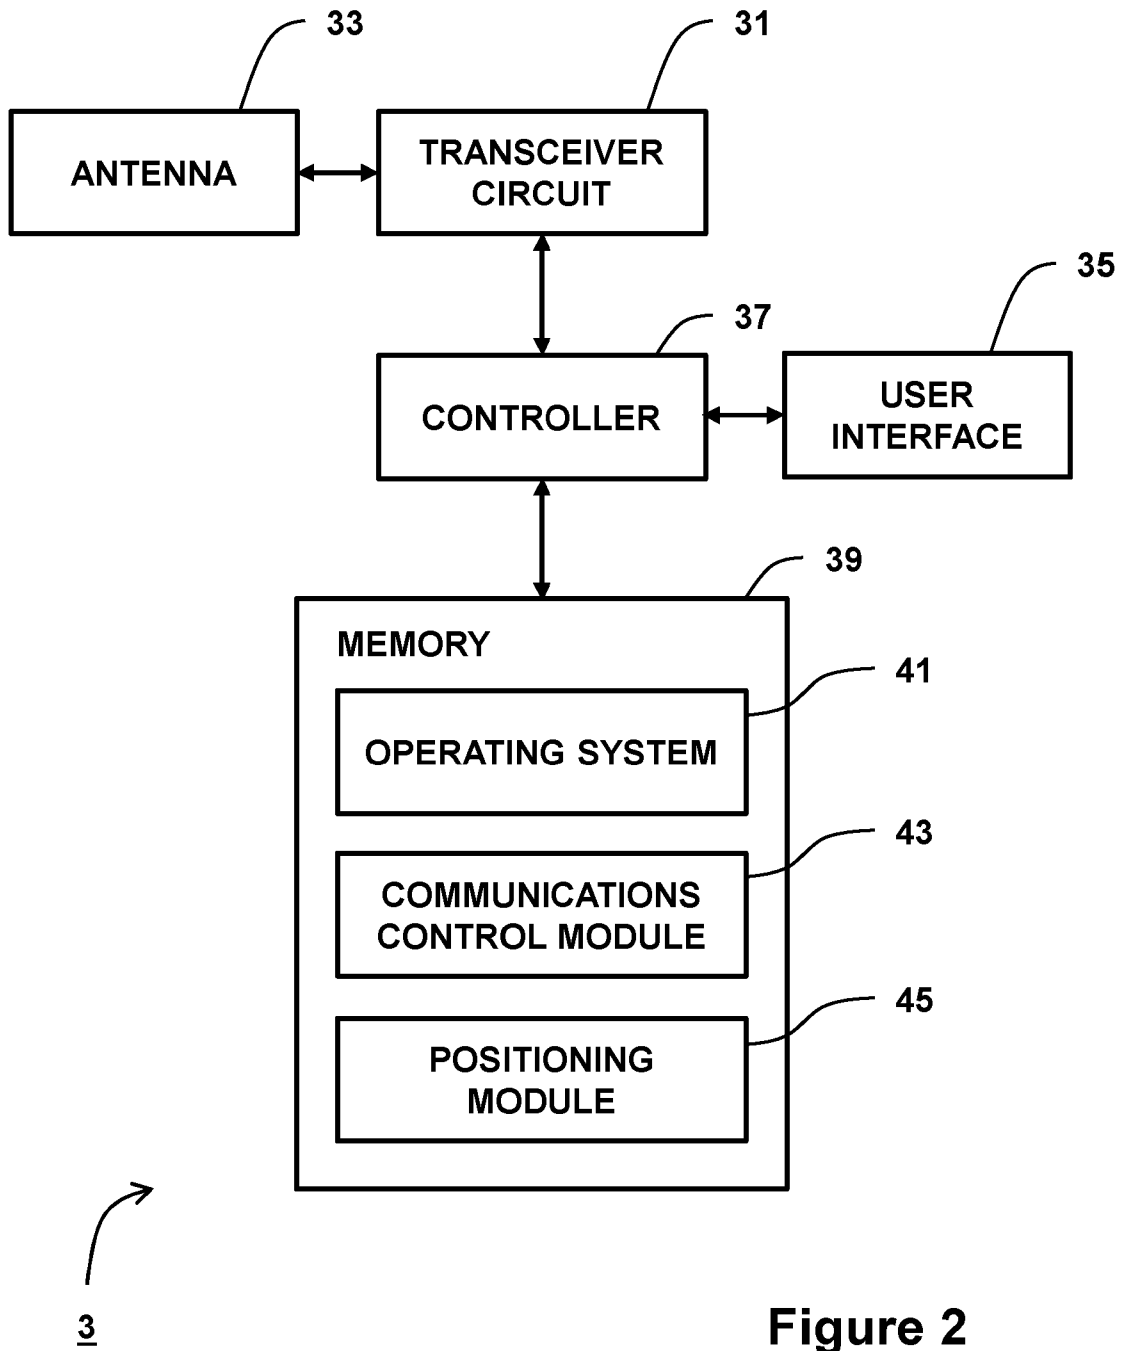 33
31
ANTENNA
TRANSCEIVER
CIRCUIT
35
37
CONTROLLER
USER
INTERFACE
39
MEMORY
41
OPERATING SYSTEM
43
COMMUNICATIONS
CONTROL MODULE
45
POSITIONING
MODULE
3
Figure 2